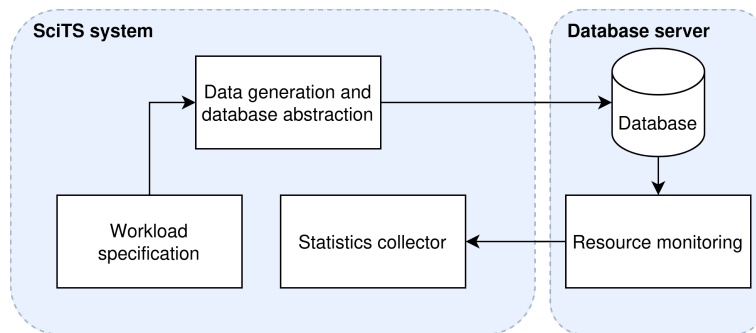 SciTS system
Database server
Data generation and
database abstraction
Database
Workload
specification
Statistics collector
Resource monitoring